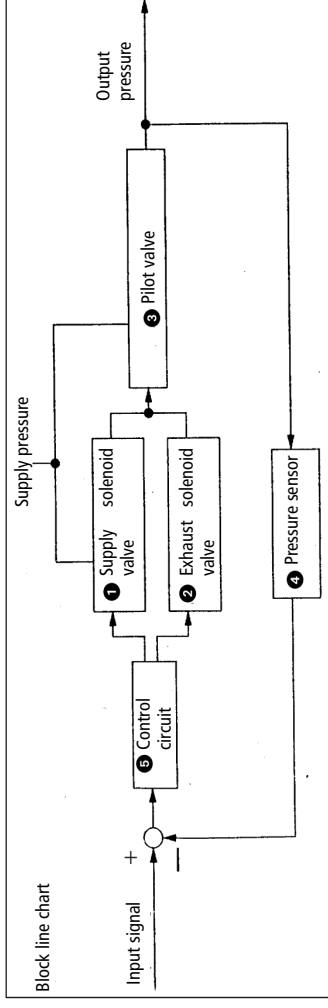 Block line chart
Input signal
+
−
❺ Control
circuit
Supply pressure
❶ Supply solenoid
valve
❷ Exhaust solenoid
valve
❸ Pilot valve
Output
pressure
❹ Pressure sensor